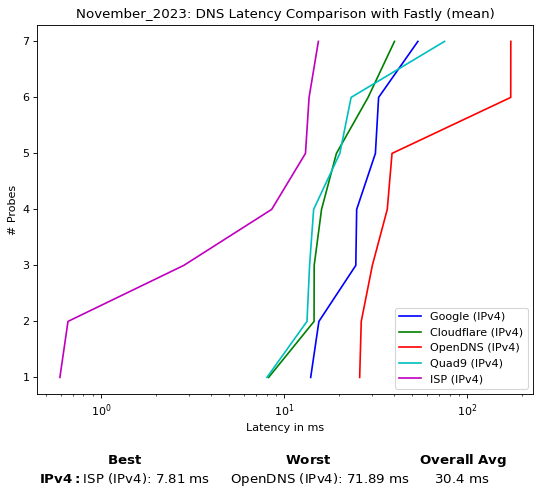 November_2023: DNS Latency Comparison with Fastly (mean)
7
6
5
4
3
2
1
# Probes
10⁰
10¹
10²
Latency in ms
Google (IPv4)
Cloudflare (IPv4)
OpenDNS (IPv4)
Quad9 (IPv4)
ISP (IPv4)
Best Worst Overall Avg
IPv4: ISP (IPv4): 7.81 ms OpenDNS (IPv4): 71.89 ms 30.4 ms